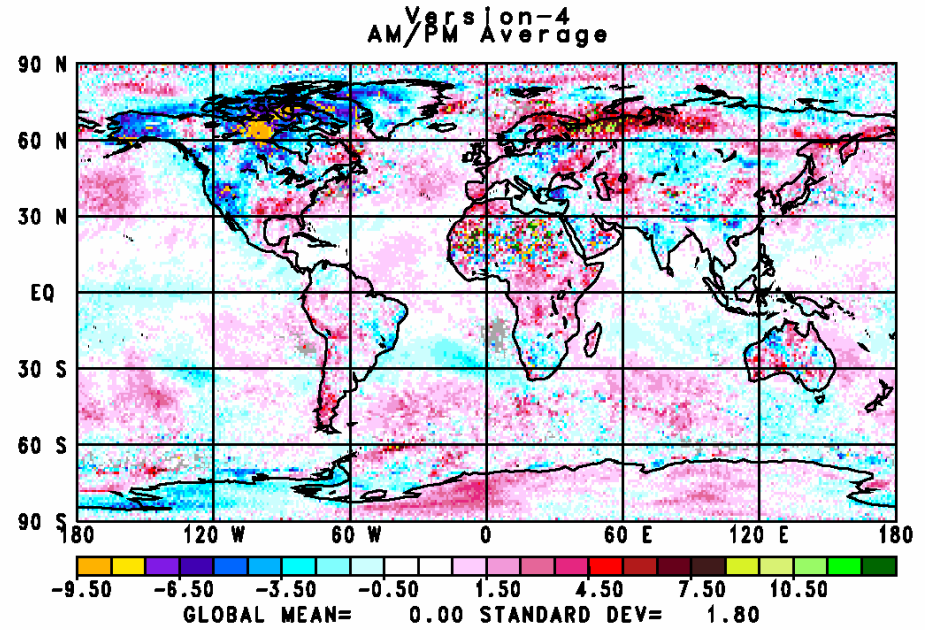 Version-4
AM/PM Average
90 N
60 N
30 N
EQ
30 S
60 S
90 S
180 120 W 60 W 0 60 E 120 E 180
-9.50 -6.50 -3.50 -0.50 1.50 4.50 7.50 10.50
GLOBAL MEAN= 0.00 STANDARD DEV= 1.80